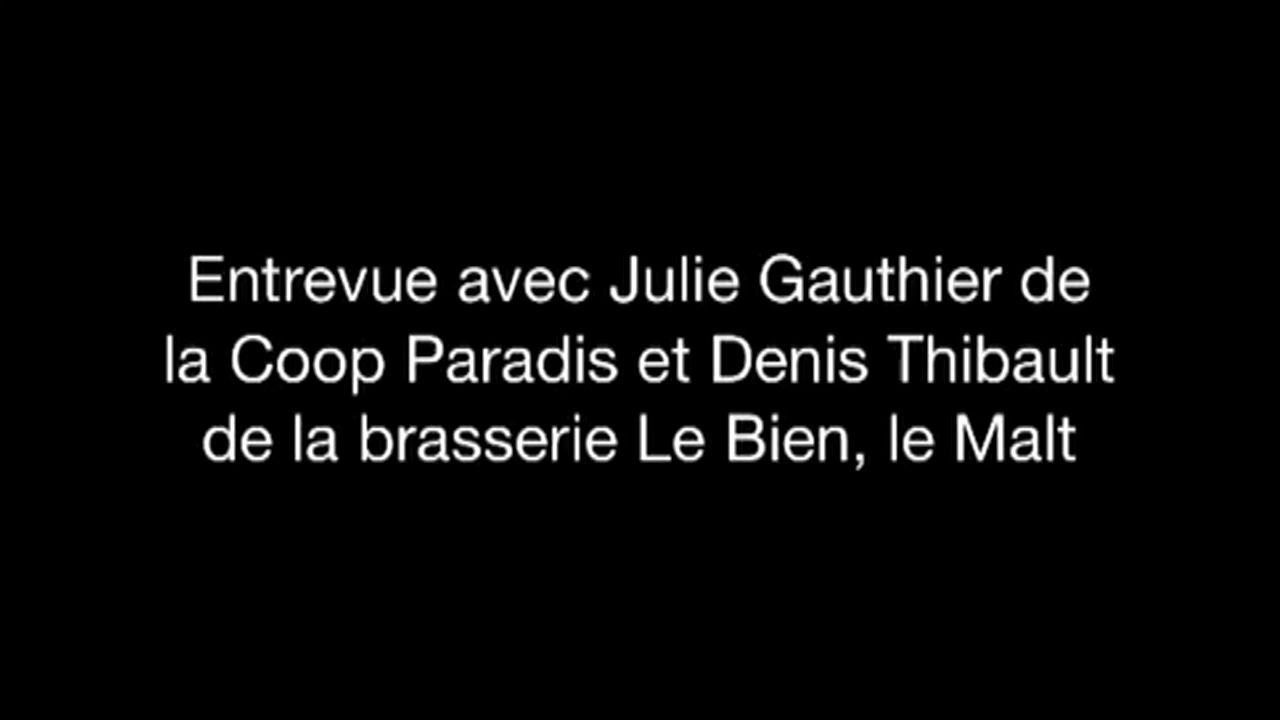 Entrevue avec Julie Gauthier de
la Coop Paradis et Denis Thibault
de la brasserie Le Bien, le Malt